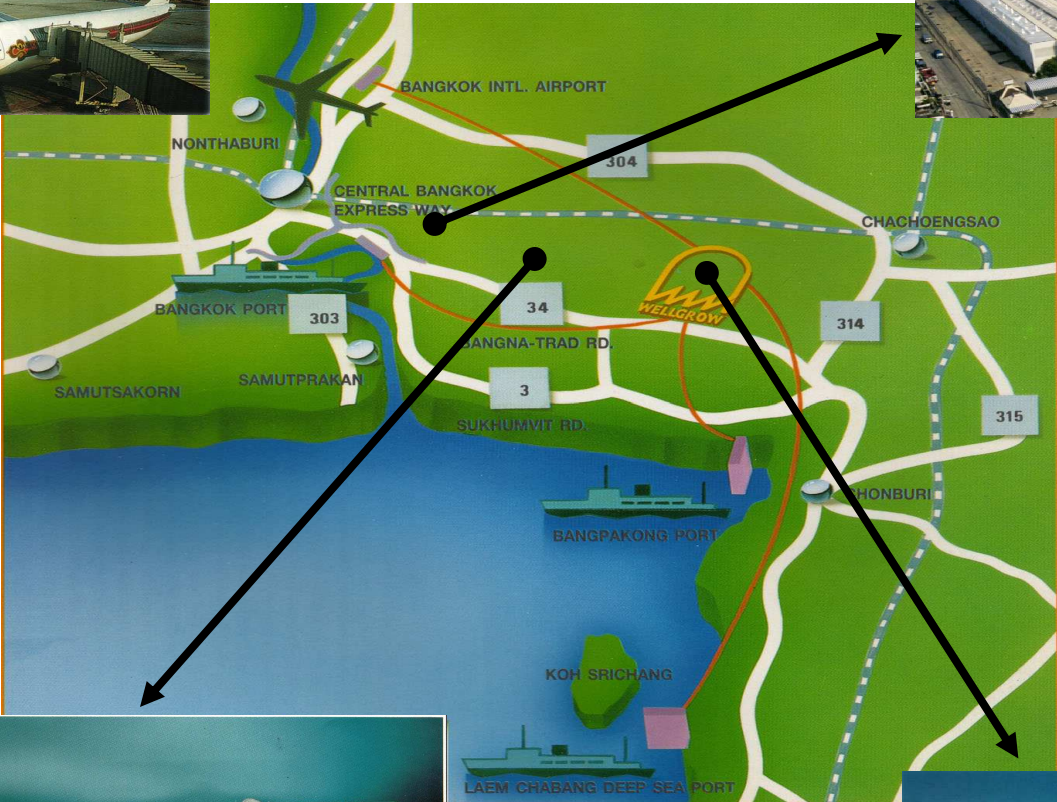 BANGKOK INTL. AIRPORT
NONTHABURI
304
CENTRAL BANGKOK
EXPRESS WAY
CHACHOENGSAO
BANGKOK PORT
303
34
WELLGROW
314
BANGNA-TRAD RD.
SAMUTSAKORN
SAMUTPRAKAN
3
315
SUKHUMVIT RD.
CHONBURI
BANGPAKONG PORT
KOH SRICHANG
LAEM CHABANG DEEP SEA PORT